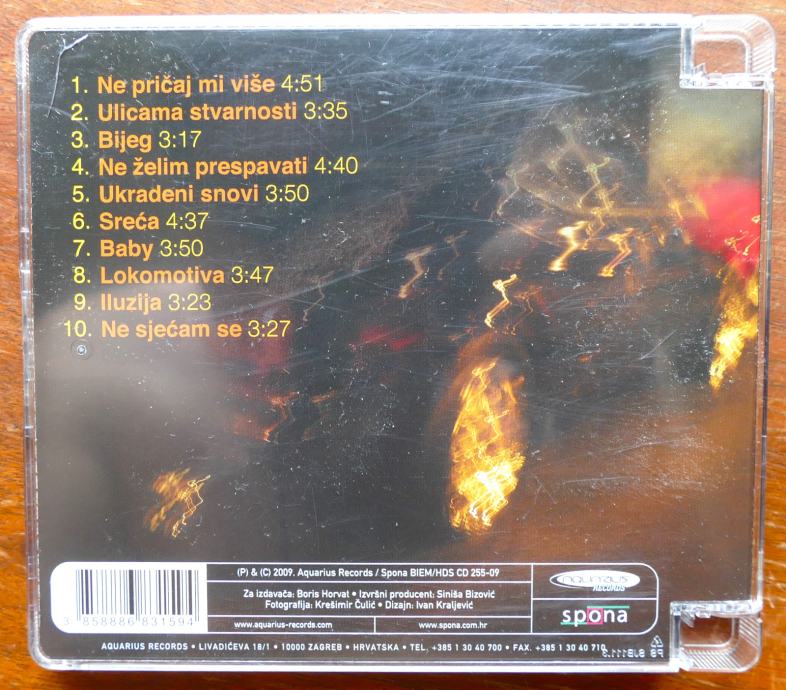 1. Ne pričaj mi više 4:51
2. Ulicama stvarnosti 3:35
3. Bijeg 3:17
4. Ne želim prespavati 4:40
5. Ukradeni snovi 3:50
6. Sreća 4:37
7. Baby 3:50
8. Lokomotiva 3:47
9. Iluzija 3:23
10. Ne sjećam se 3:27
(P) & (C) 2009. Aquarius Records / Spona BIEM/HDS CD 255-09
Za izdavača: Boris Horvat • Izvršni producent: Siniša Bizović
Fotografija: Krešimir Čulić • Dizajn: Ivan Kraljević
www.aquarius-records.com www.spona.com.hr
aquarius
RECORDS
spona
3 858886 831594
AQUARIUS RECORDS • LIVADIĆEVA 18/1 • 10000 ZAGREB • HRVATSKA • TEL. +385 1 30 40 700 • FAX. +385 1 30 40 710